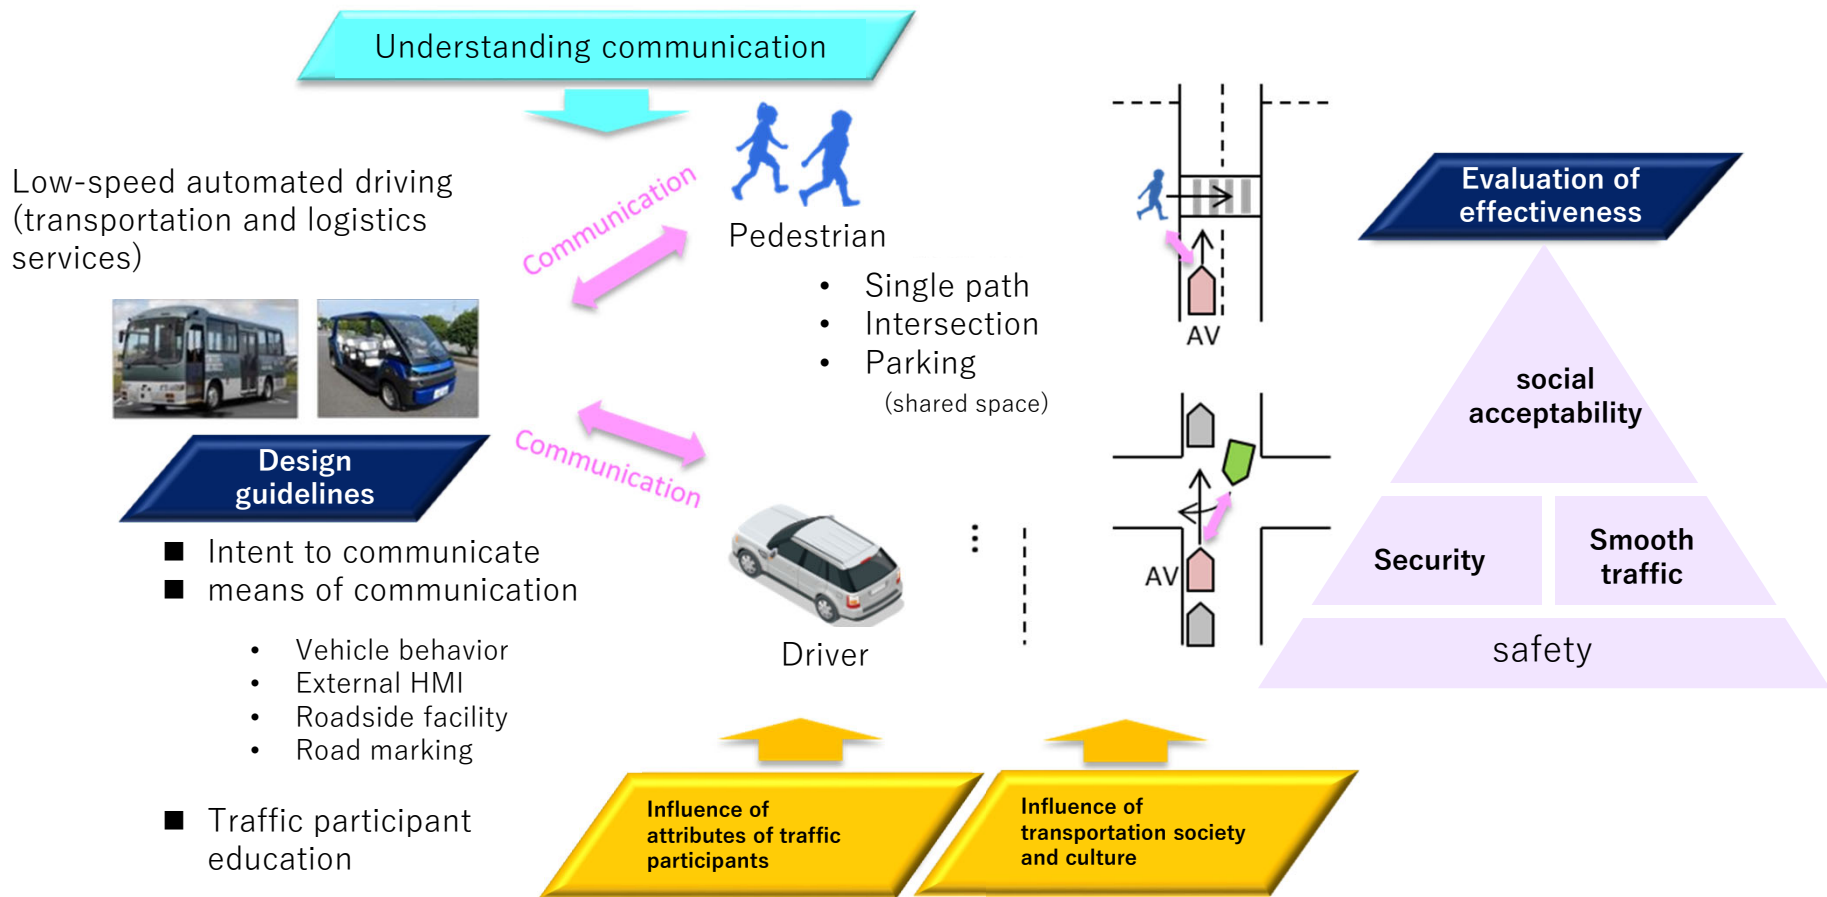 Understanding communication
Low-speed automated driving
(transportation and logistics
services)
Communication
Pedestrian
• Single path
• Intersection
• Parking
(shared space)
AV
Evaluation of
effectiveness
social
acceptability
Security
Smooth
traffic
safety
Design
guidelines
■ Intent to communicate
■ means of communication
• Vehicle behavior
• External HMI
• Roadside facility
• Road marking
■ Traffic participant
education
Communication
Driver
⋮
AV
Influence of
attributes of traffic
participants
Influence of
transportation society
and culture